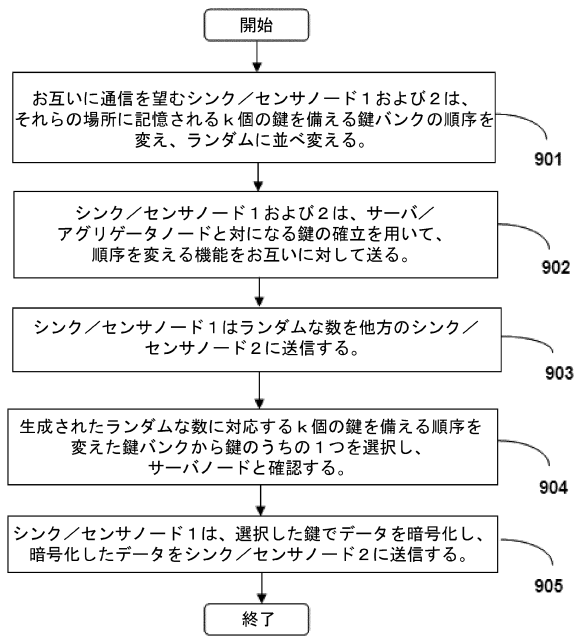 開始
お互いに通信を望むシンク／センサノード１および２は、
それらの場所に記憶されるｋ個の鍵を備える鍵バンクの順序を
変え、ランダムに並べ変える。
901
シンク／センサノード１および２は、サーバ／
アグリゲータノードと対になる鍵の確立を用いて、
順序を変える機能をお互いに対して送る。
902
シンク／センサノード１はランダムな数を他方のシンク／
センサノード２に送信する。
903
生成されたランダムな数に対応するｋ個の鍵を備える順序を
変えた鍵バンクから鍵のうちの１つを選択し、
サーバノードと確認する。
904
シンク／センサノード１は、選択した鍵でデータを暗号化し、
暗号化したデータをシンク／センサノード２に送信する。
905
終了